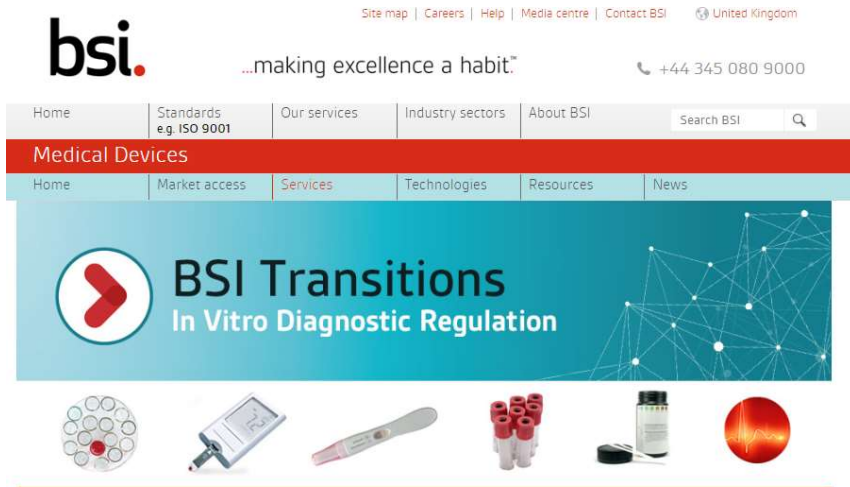 Site map | Careers | Help | Media centre | Contact BSI United Kingdom
bsi.
...making excellence a habit.™
+44 345 080 9000
Home Standards Our services Industry sectors About BSI Search BSI
e.g. ISO 9001
Medical Devices
Home Market access Services Technologies Resources News
BSI Transitions
In Vitro Diagnostic Regulation